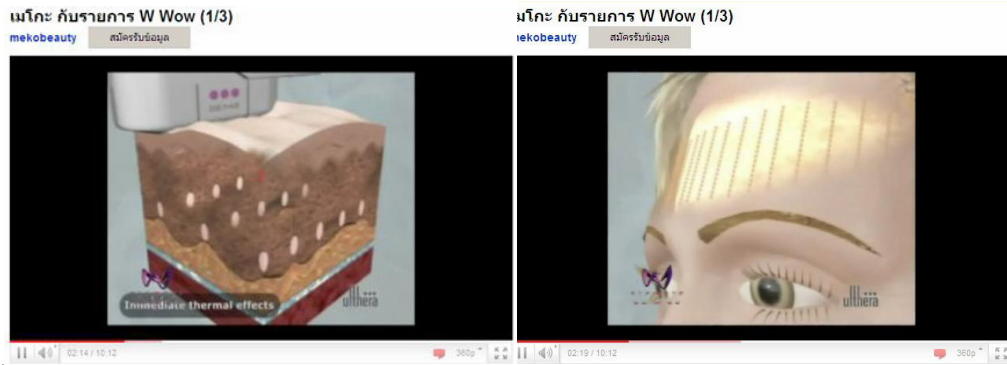 เมโกะ กับรายการ W Wow (1/3)
mekobeauty สมัครรับข้อมูล
Immediate thermal effects
ulthera
02:14 / 10:12
360p
มโกะ กับรายการ W Wow (1/3)
nekobeauty สมัครรับข้อมูล
ulthera
02:19 / 10:12
360p